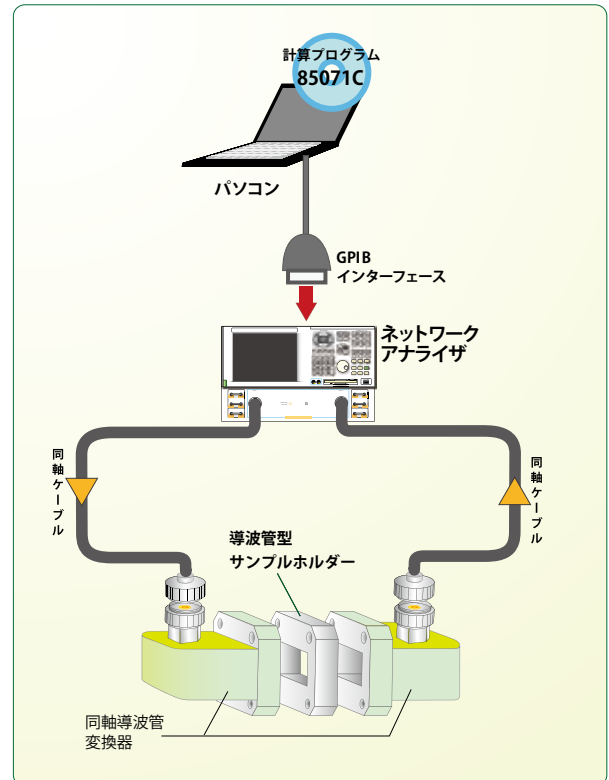 計算プログラム
85071C
パソコン
GPIB
インターフェース
ネットワーク
アナライザ
同軸ケーブル
同軸ケーブル
導波管型
サンプルホルダー
同軸導波管
変換器